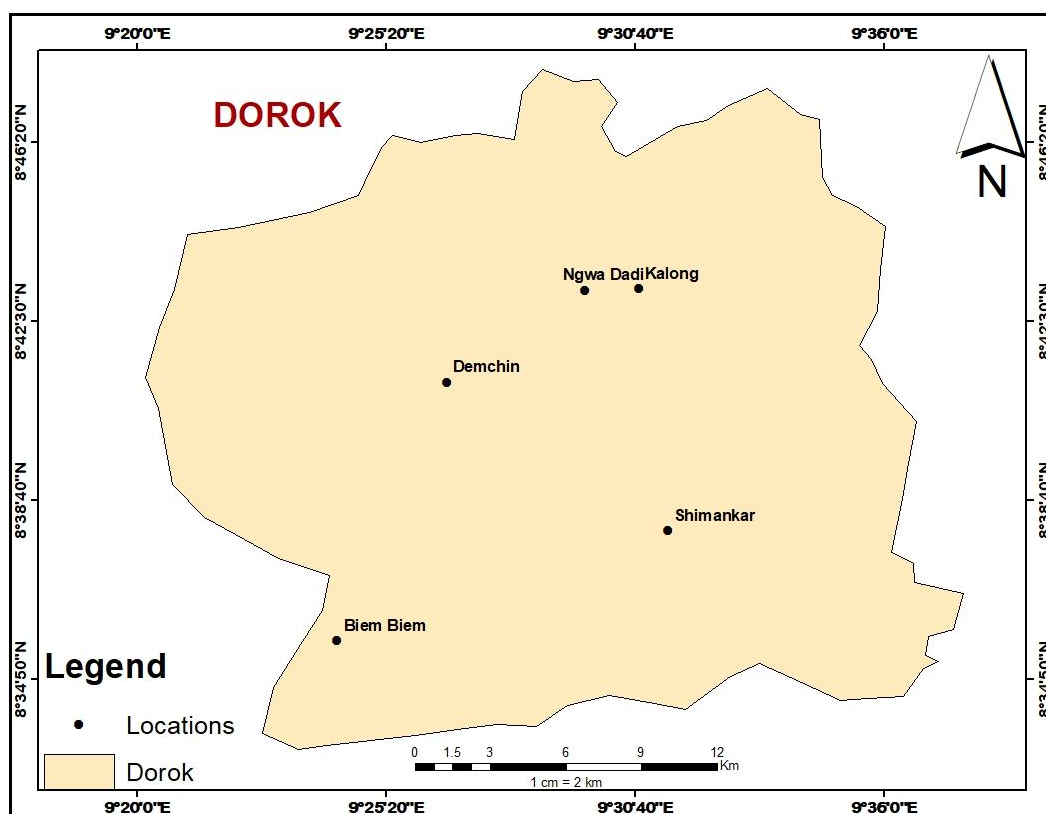 9°20'0"E 9°25'20"E 9°30'40"E 9°36'0"E
DOROK
8°46'20"N 8°46'20"N
N
Ngwa Dadi Kalong
8°42'30"N 8°42'30"N
Demchin
8°38'40"N 8°38'40"N
Shimankar
Biem Biem
8°34'50"N 8°34'50"N
Legend
Locations
Dorok
0 1.5 3 6 9 12
Km
1 cm = 2 km
9°20'0"E 9°25'20"E 9°30'40"E 9°36'0"E